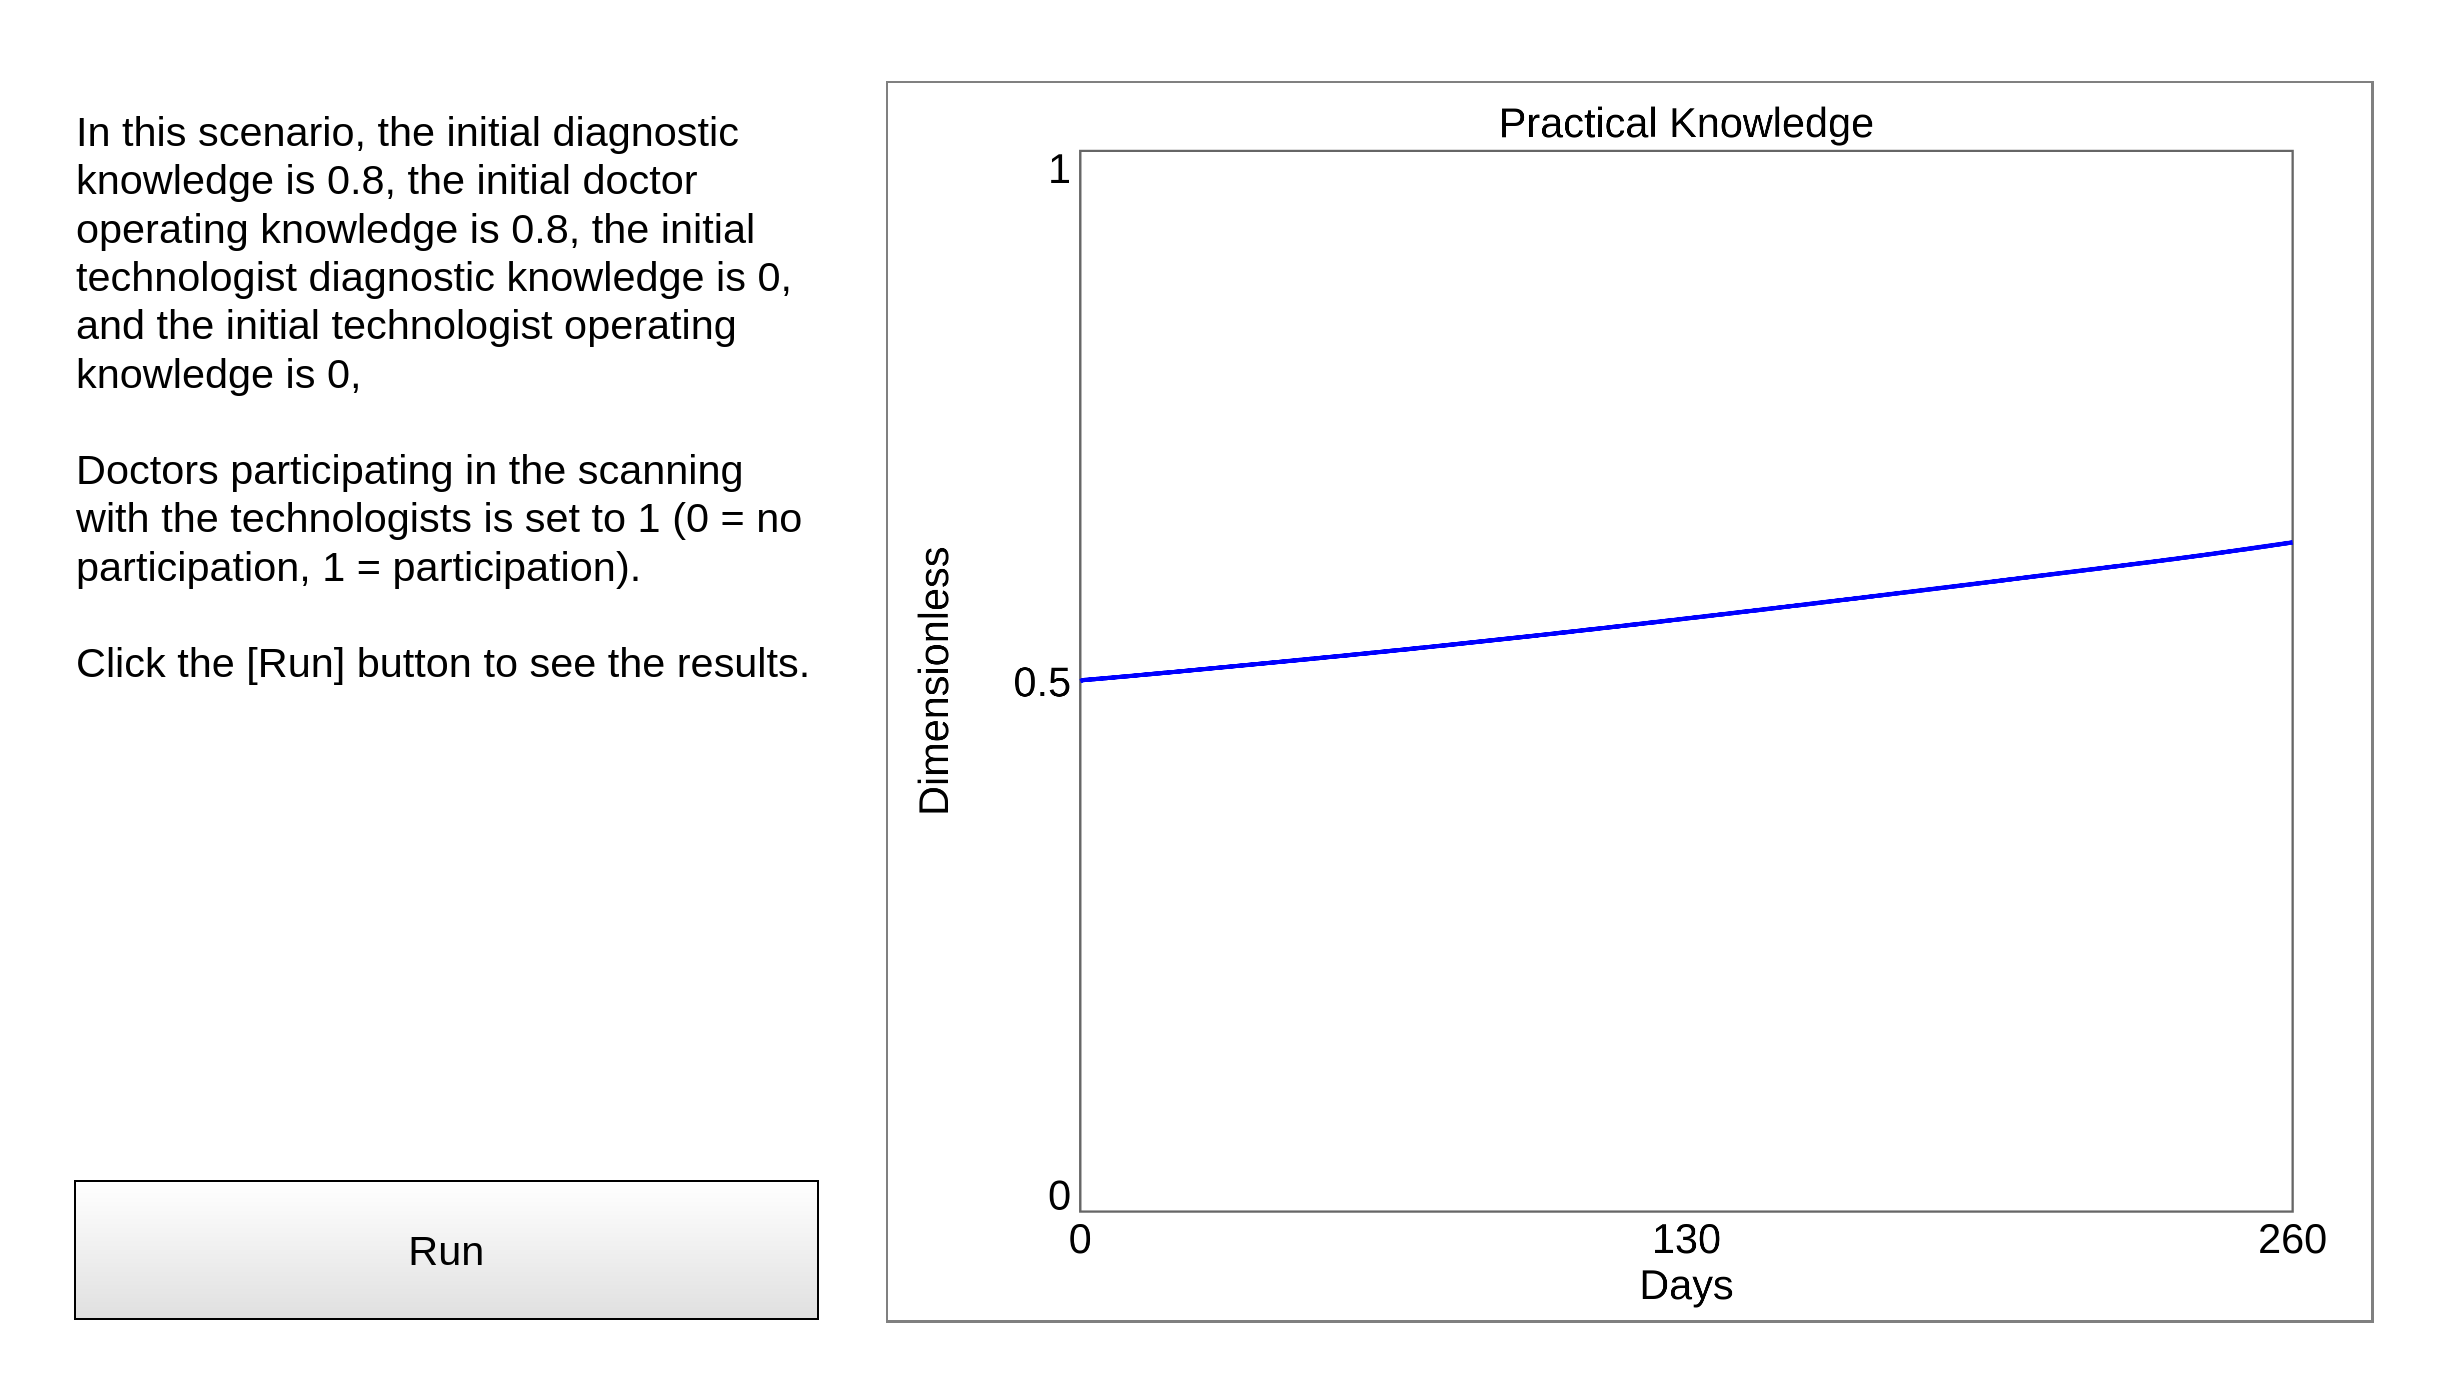 In this scenario, the initial diagnostic
knowledge is 0.8, the initial doctor
operating knowledge is 0.8, the initial
technologist diagnostic knowledge is 0,
and the initial technologist operating
knowledge is 0,
Doctors participating in the scanning
with the technologists is set to 1 (0 = no
participation, 1 = participation).
Click the [Run] button to see the results.
Run
Practical Knowledge
1
0.5
0
Dimensionless
0
130
260
Days